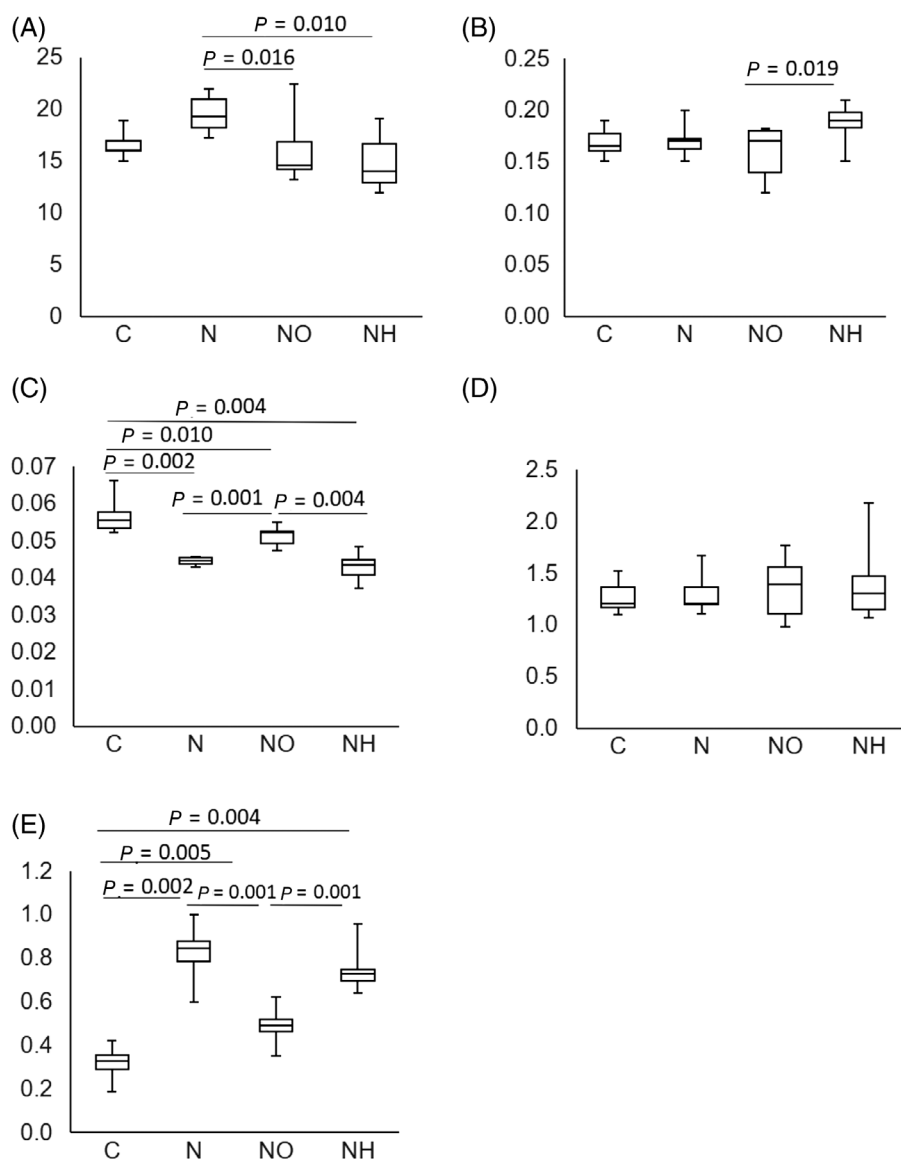 (A)
P = 0.010
P = 0.016
25
20
15
10
5
0
C N NO NH
(B)
P = 0.019
0.25
0.20
0.15
0.10
0.05
0.00
C N NO NH
(C)
P = 0.004
P = 0.010
P = 0.002
P = 0.001 P = 0.004
0.07
0.06
0.05
0.04
0.03
0.02
0.01
0.00
C N NO NH
(D)
2.5
2.0
1.5
1.0
0.5
0.0
C N NO NH
(E)
P = 0.004
P = 0.005
P = 0.002 P = 0.001 P = 0.001
1.2
1.0
0.8
0.6
0.4
0.2
0.0
C N NO NH